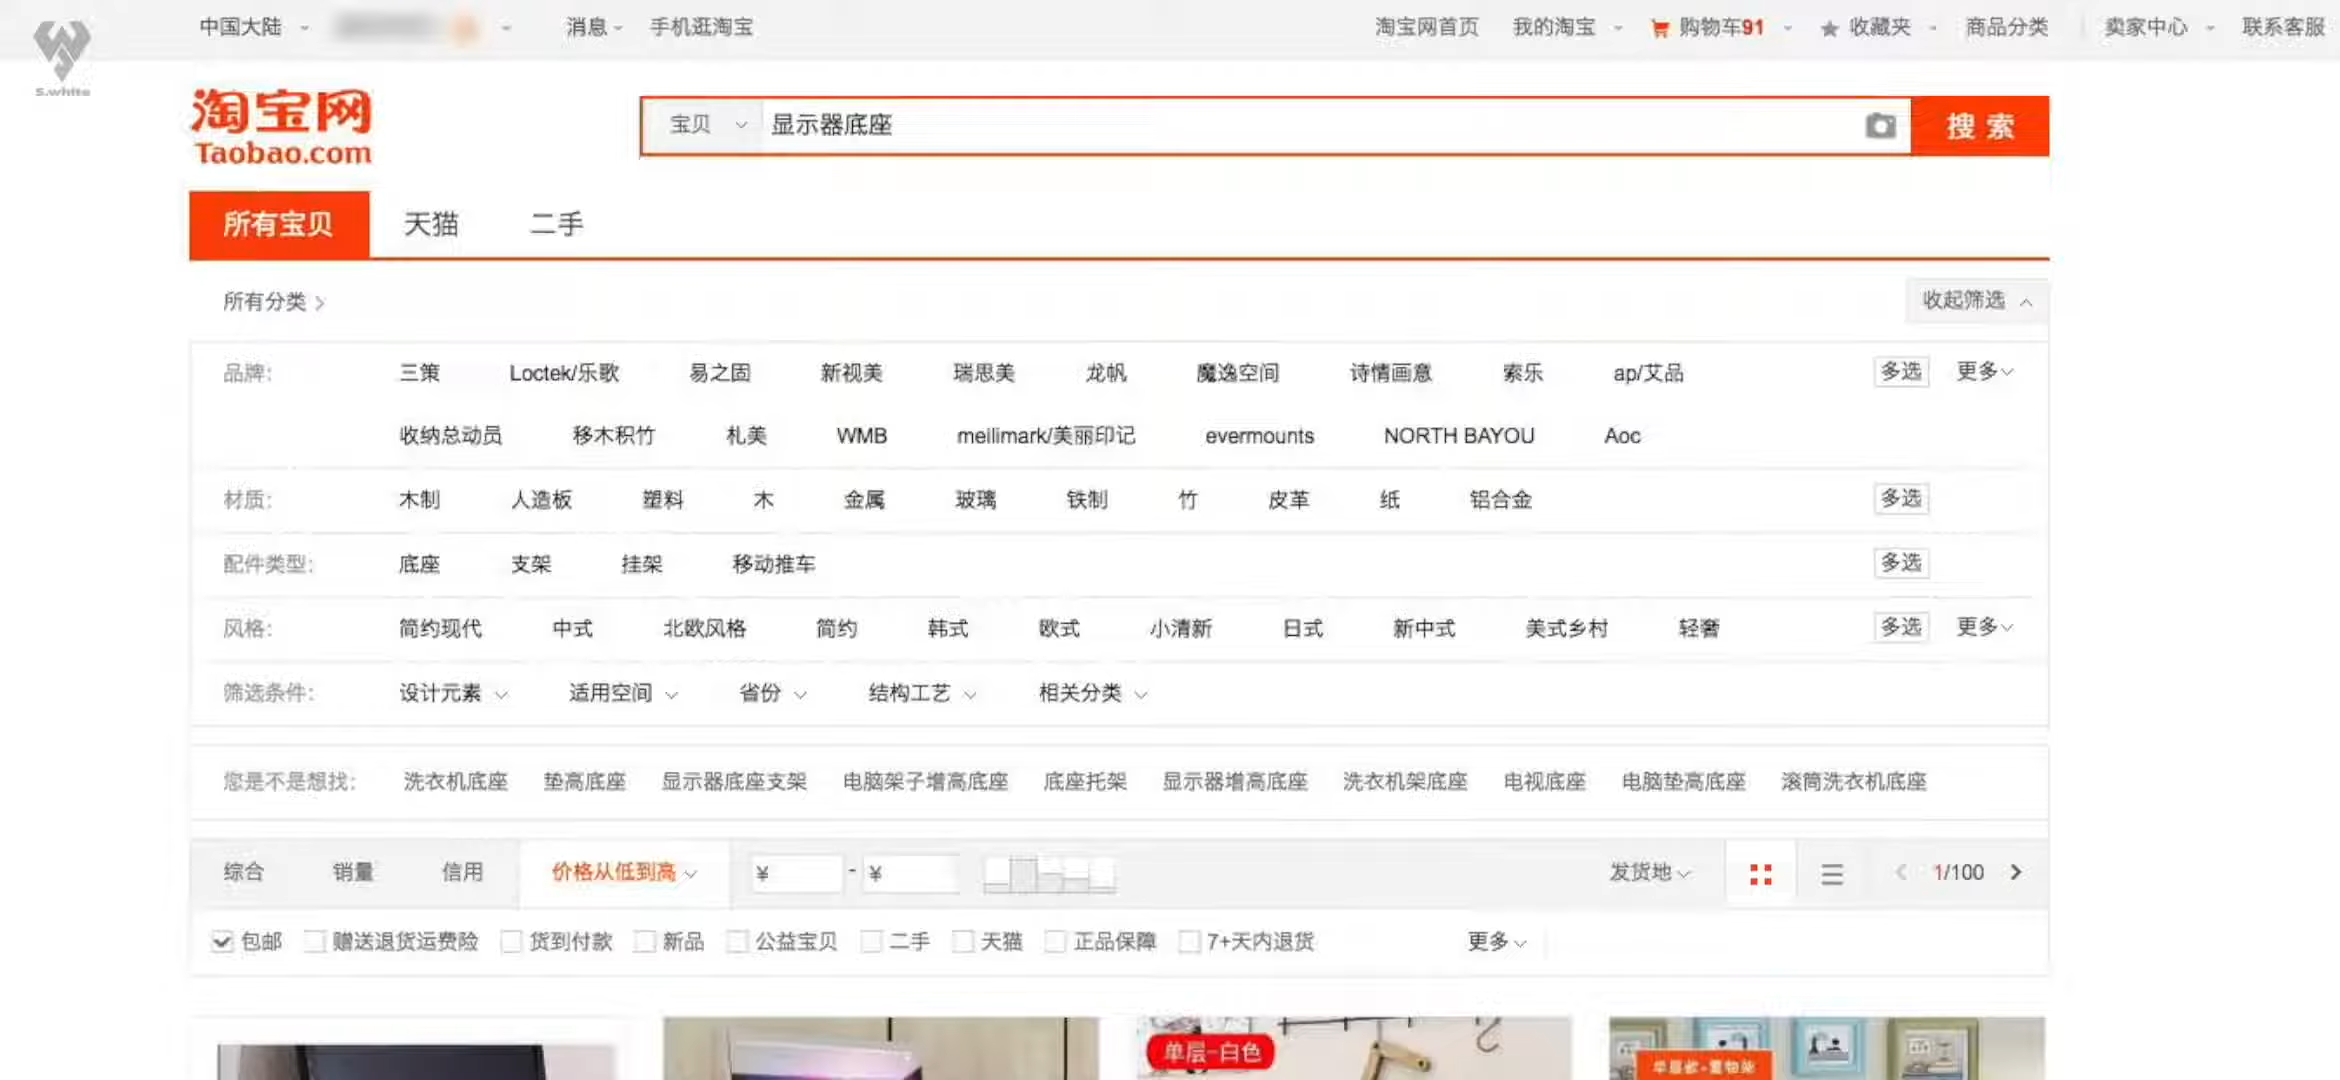 中国大陆 消息 手机逛淘宝 淘宝网首页 我的淘宝 购物车91 收藏夹 商品分类 卖家中心 联系客服
S.white
淘宝网
Taobao.com
宝贝 显示器底座 搜索
所有宝贝 天猫 二手
所有分类 > 收起筛选
品牌: 三策 Loctek/乐歌 易之固 新视美 瑞思美 龙帆 魔逸空间 诗情画意 索乐 ap/艾品 多选 更多
收纳总动员 移木积竹 札美 WMB meilimark/美丽印记 evermounts NORTH BAYOU Aoc
材质: 木制 人造板 塑料 木 金属 玻璃 铁制 竹 皮革 纸 铝合金 多选
配件类型: 底座 支架 挂架 移动推车 多选
风格: 简约现代 中式 北欧风格 简约 韩式 欧式 小清新 日式 新中式 美式乡村 轻奢 多选 更多
筛选条件: 设计元素 适用空间 省份 结构工艺 相关分类
您是不是想找: 洗衣机底座 垫高底座 显示器底座支架 电脑架子增高底座 底座托架 显示器增高底座 洗衣机架底座 电视底座 电脑垫高底座 滚筒洗衣机底座
综合 销量 信用 价格从低到高 ¥ - ¥ 发货地 < 1/100 >
包邮 赠送退货运费险 货到付款 新品 公益宝贝 二手 天猫 正品保障 7+天内退货 更多
单层-白色